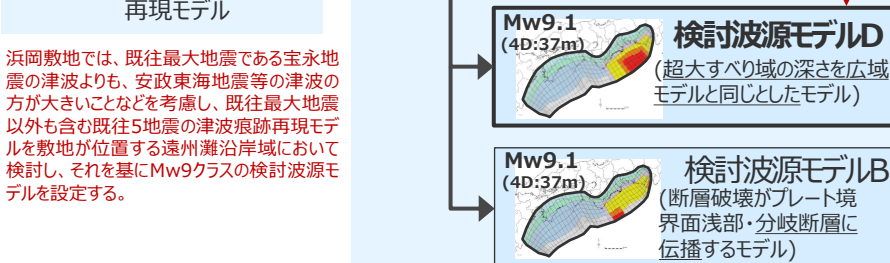 再現モデル
浜岡敷地では、既往最大地震である宝永地
震の津波よりも、安政東海地震等の津波の
方が大きいことなどを考慮し、既往最大地震
以外も含む既往5地震の津波痕跡再現モデ
ルを敷地が位置する遠州灘沿岸域において
検討し、それを基にMw9クラスの検討波源モ
デルを設定する。
Mw9.1
(4D:37m)
検討波源モデルD
(超大すべり域の深さを広域
モデルと同じとしたモデル)
Mw9.1
(4D:37m)
検討波源モデルB
(断層破壊がプレート境
界面浅部・分岐断層に
伝播するモデル)